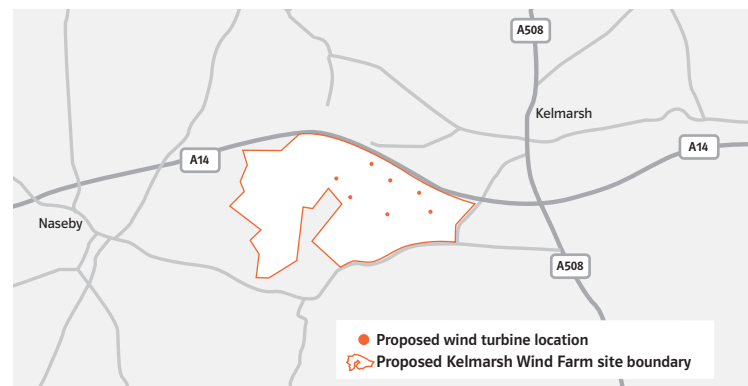 A508
Kelmarsh
A14
A14
Naseby
A508
Proposed wind turbine location
Proposed Kelmarsh Wind Farm site boundary